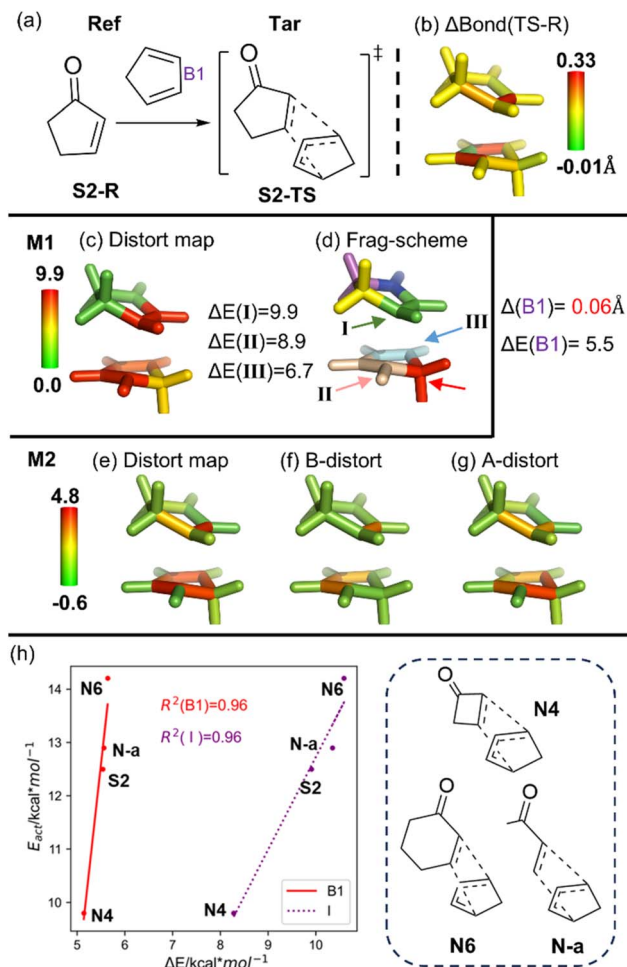 (a) Ref Tar (b) ΔBond(TS-R)
O B1 O ‡ 0.33
S2-R S2-TS -0.01Å
M1 (c) Distort map (d) Frag-scheme
9.9
ΔE(I)=9.9 I III Δ(B1)= 0.06Å
ΔE(II)=8.9 ΔE(B1)= 5.5
0.0 ΔE(III)=6.7 II
M2 (e) Distort map (f) B-distort (g) A-distort
4.8
-0.6
(h)
14 N6 R²(B1)=0.96 N6 O
13 N-a R²( I )=0.96 N-a N4
S2
12
11
10 N4 N4 B1
I
5 6 7 8 9 10
E_act/kcal*mol⁻¹
ΔE/kcal*mol⁻¹
O O
N6 N-a